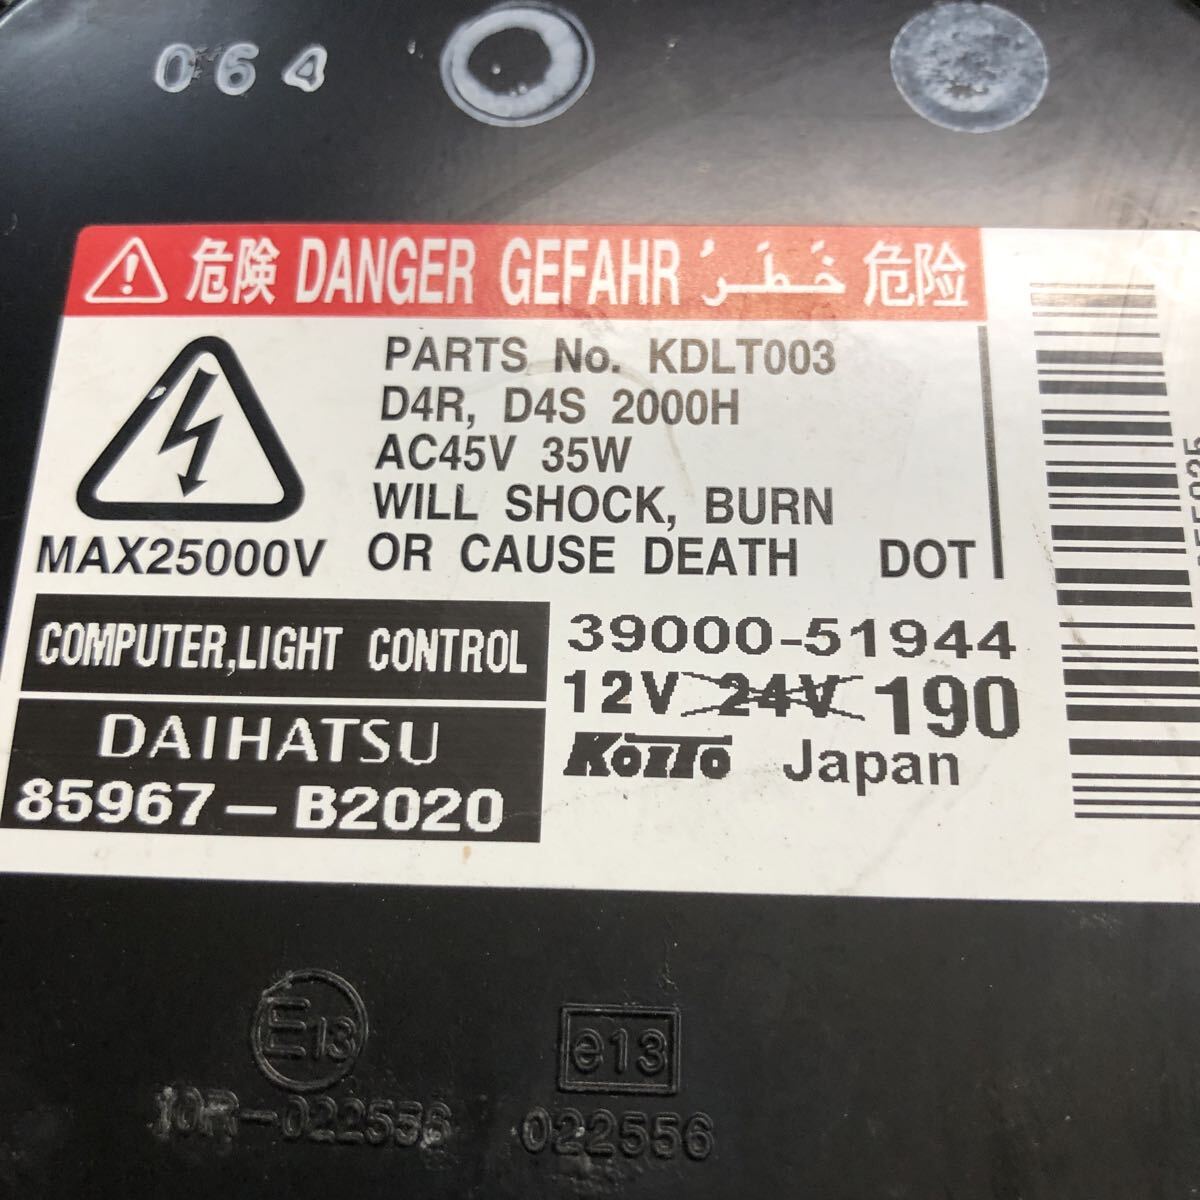 064
危険 DANGER GEFAHR خَطَرُ 危险
PARTS No. KDLT003
D4R, D4S 2000H
AC45V 35W
WILL SHOCK, BURN
OR CAUSE DEATH DOT
MAX25000V
COMPUTER,LIGHT CONTROL
DAIHATSU
85967-B2020
39000-51944
12V 24V 190
KOITO Japan
E13
10R-022556
e13
022556